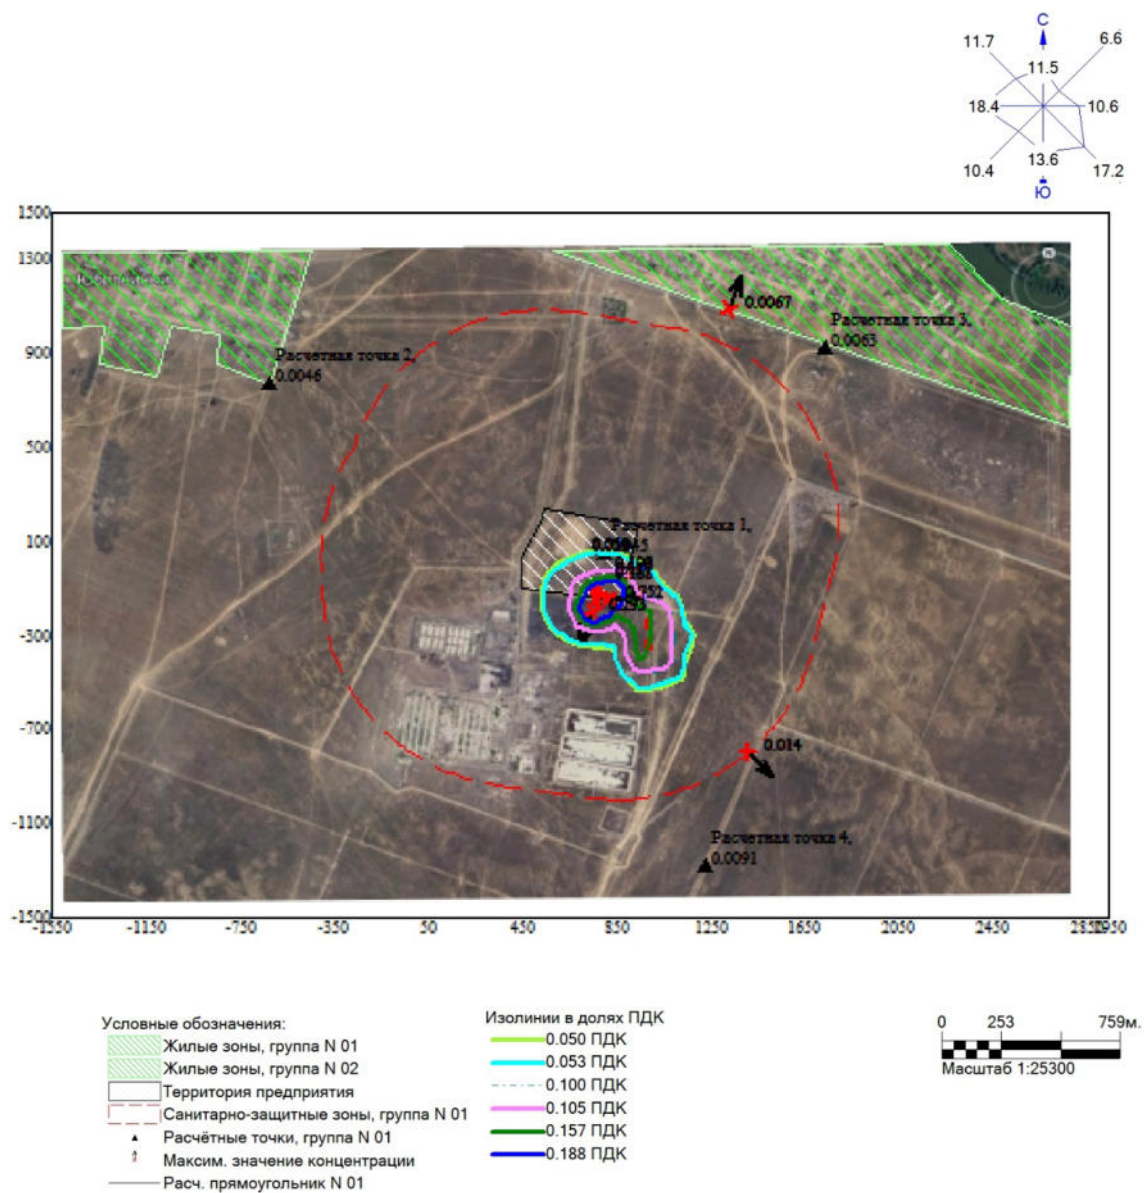 С
11.7
6.6
11.5
18.4
10.6
13.6
10.4
17.2
Ю
1500
1300
900
500
100
-300
-700
-1100
-1500
0.0067
Расчетная точка 3,
0.0063
Расчетная точка 2,
0.0046
Расчетная точка 1,
0.014
Расчетная точка 4,
0.0091
-1550
-1150
-750
-350
50
450
850
1250
1650
2050
2450
2950
Условные обозначения:
Жилые зоны, группа N 01
Жилые зоны, группа N 02
Территория предприятия
Санитарно-защитные зоны, группа N 01
Расчётные точки, группа N 01
Максим. значение концентрации
Расч. прямоугольник N 01
Изолинии в долях ПДК
0.050 ПДК
0.053 ПДК
0.100 ПДК
0.105 ПДК
0.157 ПДК
0.188 ПДК
0 253 759м.
Масштаб 1:25300